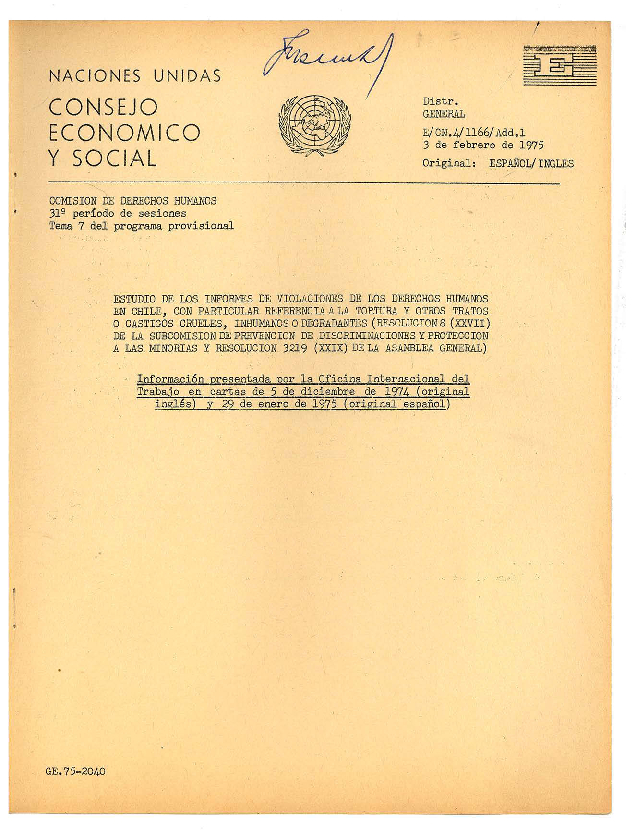 NACIONES UNIDAS
CONSEJO
ECONOMICO
Y SOCIAL
E
Distr.
GENERAL
E/CN.4/1166/Add.1
3 de febrero de 1975
Original: ESPAÑOL/INGLES
COMISION DE DERECHOS HUMANOS
31º período de sesiones
Tema 7 del programa provisional
ESTUDIO DE LOS INFORMES DE VIOLACIONES DE LOS DERECHOS HUMANOS
EN CHILE, CON PARTICULAR REFERENCIA A LA TORTURA Y OTROS TRATOS
O CASTIGOS CRUELES, INHUMANOS O DEGRADANTES (RESOLUCION 8 (XXVII)
DE LA SUBCOMISION DE PREVENCION DE DISCRIMINACIONES Y PROTECCION
A LAS MINORIAS Y RESOLUCION 3219 (XXIX) DE LA ASAMBLEA GENERAL)
Información presentada por la Oficina Internacional del
Trabajo en cartas de 5 de diciembre de 1974 (original
inglés) y 29 de enero de 1975 (original español)
GE.75-2040